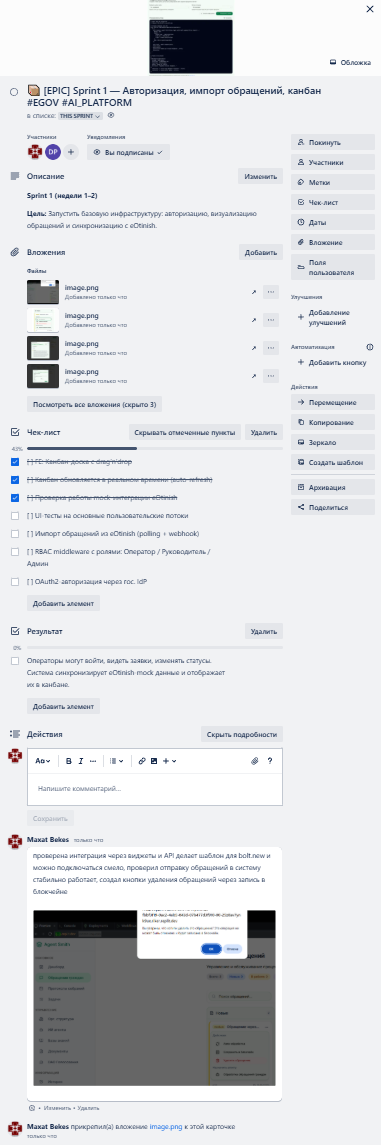 Обложка
[EPIC] Sprint 1 — Авторизация, импорт обращений, канбан
#EGOV #AI_PLATFORM
В СПИСКЕ: THIS SPRINT
Участники
Уведомления
DP
Вы подписаны
Описание
Изменить
Sprint 1 (недели 1–2)
Цель: Запустить базовую инфраструктуру: авторизацию, визуализацию
обращений и синхронизацию с eOtinish.
Вложения
Добавить
Файлы
image.png
Добавлено только что
image.png
Добавлено только что
image.png
Добавлено только что
image.png
Добавлено только что
Посмотреть все вложения (скрыто 3)
Чек-лист
Скрывать отмеченные пункты
Удалить
43%
[ ] FE: Канбан-доска с drag'n'drop
[ ] Канбан обновляется в реальном времени (auto-refresh)
[ ] Проверка работы mock-интеграции eOtinish
[ ] UI-тесты на основные пользовательские потоки
[ ] Импорт обращений из eOtinish (polling + webhook)
[ ] RBAC middleware с ролями: Оператор / Руководитель /
Админ
[ ] OAuth2-авторизация через гос. IdP
Добавить элемент
Результат
Удалить
0%
Операторы могут войти, видеть заявки, изменять статусы.
Система синхронизирует eOtinish mock данные и отображает
их в канбане.
Добавить элемент
Действия
Скрыть подробности
Aa
B I
?
Напишите комментарий…
Сохранить
Maxat Bekes только что
проверена интеграция через виджеты и API делает шаблон для bolt.new и
можно подключаться смело, проверил отправку обращений в систему
стабильно работает, создал кнопки удаления обращений через запись в
блокчейне
• Изменить • Удалить
Maxat Bekes прикрепил(а) вложение image.png к этой карточке
только что
Покинуть
Участники
Метки
Чек-лист
Даты
Вложение
Поля
пользователя
Улучшения
Добавление
улучшений
Автоматизация
Добавить кнопку
Действия
Перемещение
Копирование
Зеркало
Создать шаблон
Архивация
Поделиться